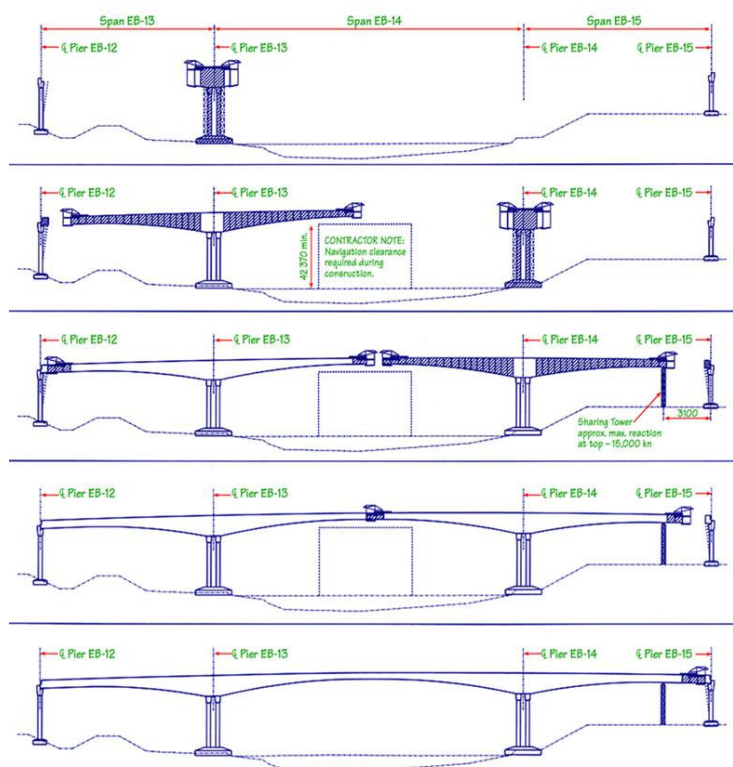 Span EB-13
Span EB-14
Span EB-15
℄ Pier EB-12
℄ Pier EB-13
℄ Pier EB-14
℄ Pier EB-15
℄ Pier EB-12
℄ Pier EB-13
℄ Pier EB-14
℄ Pier EB-15
42 370 min.
CONTRACTOR NOTE:
Navigation clearance
required during
conetruction.
℄ Pier EB-12
℄ Pier EB-13
℄ Pier EB-14
℄ Pier EB-15
3100
Sharing Tower
approx. max. reaction
at top – 15,000 kn
℄ Pier EB-12
℄ Pier EB-13
℄ Pier EB-14
℄ Pier EB-15
℄ Pier EB-12
℄ Pier EB-13
℄ Pier EB-14
℄ Pier EB-15